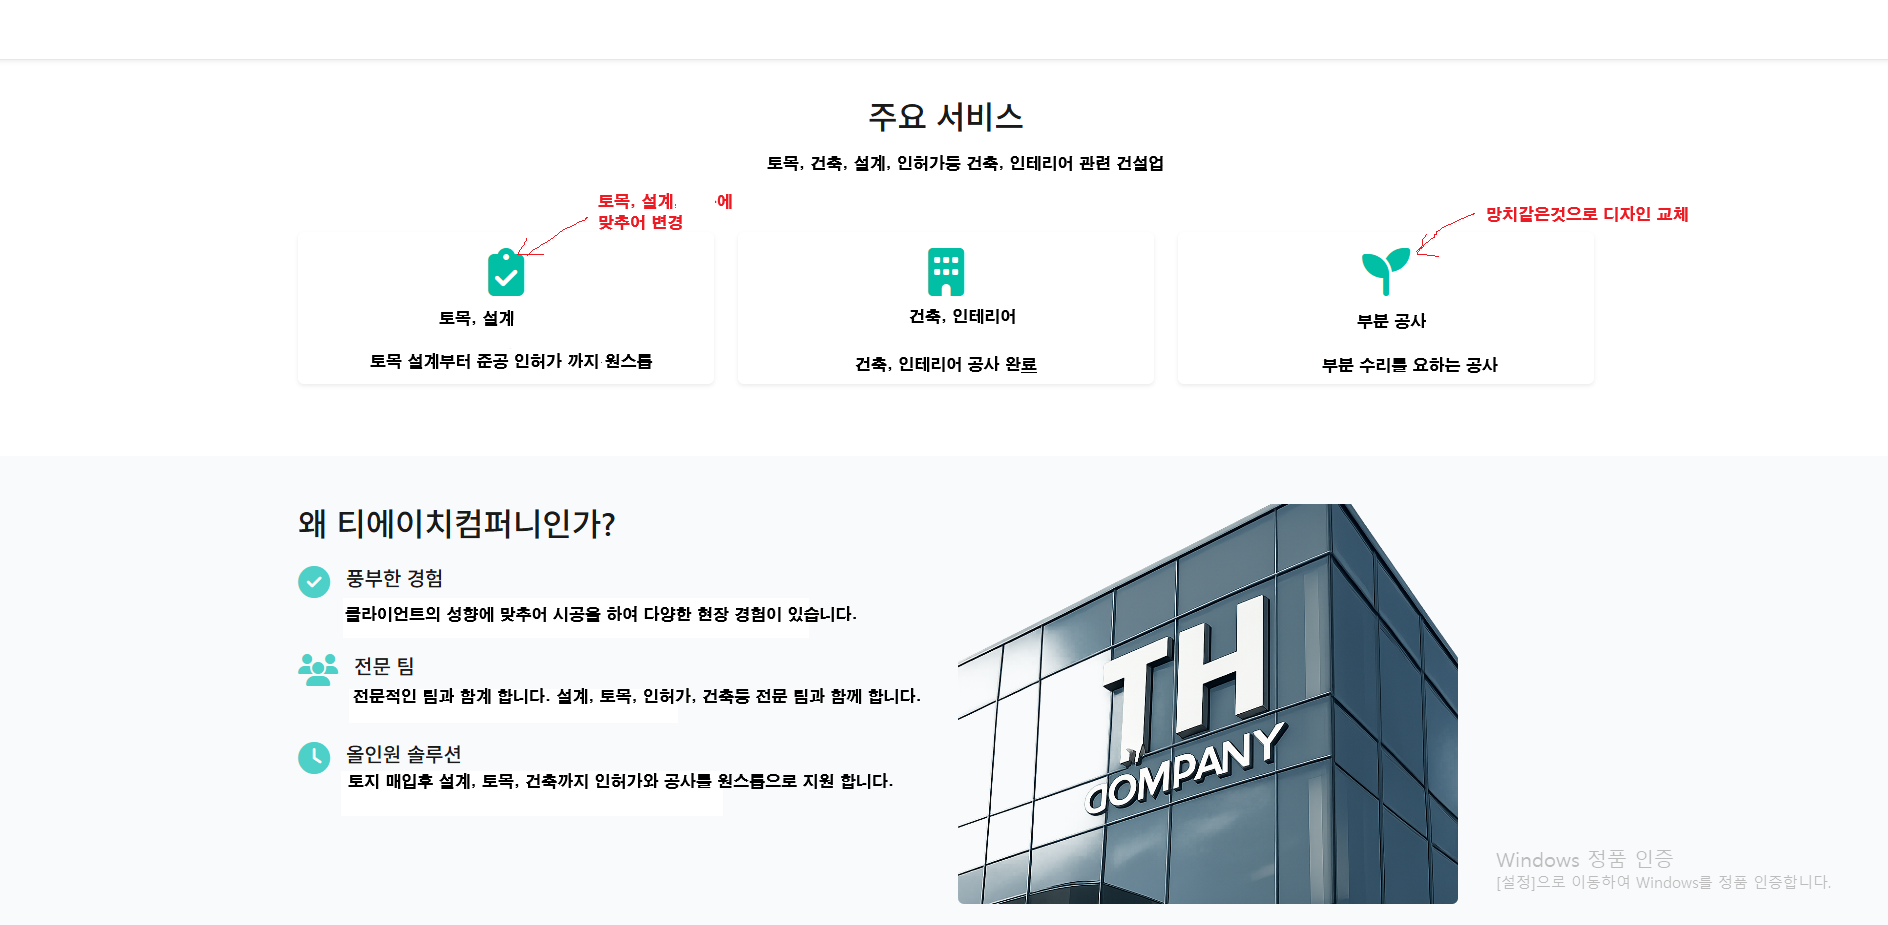 주요 서비스
토목, 건축, 설계, 인허가등 건축, 인테리어 관련 건설업
토목, 설계, 에
맞추어 변경
망치같은것으로 디자인 교체
토목, 설계
토목 설계부터 준공 인허가 까지 원스톱
건축, 인테리어
건축, 인테리어 공사 완료
부분 공사
부분 수리를 요하는 공사
왜 티에이치컴퍼니인가?
풍부한 경험
클라이언트의 성향에 맞추어 시공을 하여 다양한 현장 경험이 있습니다.
전문 팀
전문적인 팀과 함계 합니다. 설계, 토목, 인허가, 건축등 전문 팀과 함께 합니다.
올인원 솔루션
토지 매입후 설계, 토목, 건축까지 인허가와 공사를 원스톱으로 지원 합니다.
TH
COMPANY
Windows 정품 인증
[설정]으로 이동하여 Windows를 정품 인증합니다.